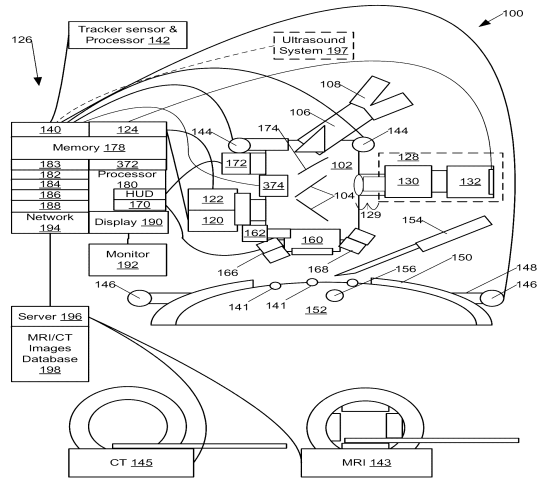 126
Tracker sensor &
Processor 142
Ultrasound
System 197
100
108
106
140
124
144
174
144
Memory 178
102
128
183
372
172
182
Processor
180
374
130
132
184
122
104
186
HUD
170
188
120
129
154
Network
194
Display 190
162
160
Monitor
192
166
168
156
150
148
146
141
146
141
152
Server 196
MRI/CT
Images
Database
198
CT 145
MRI 143